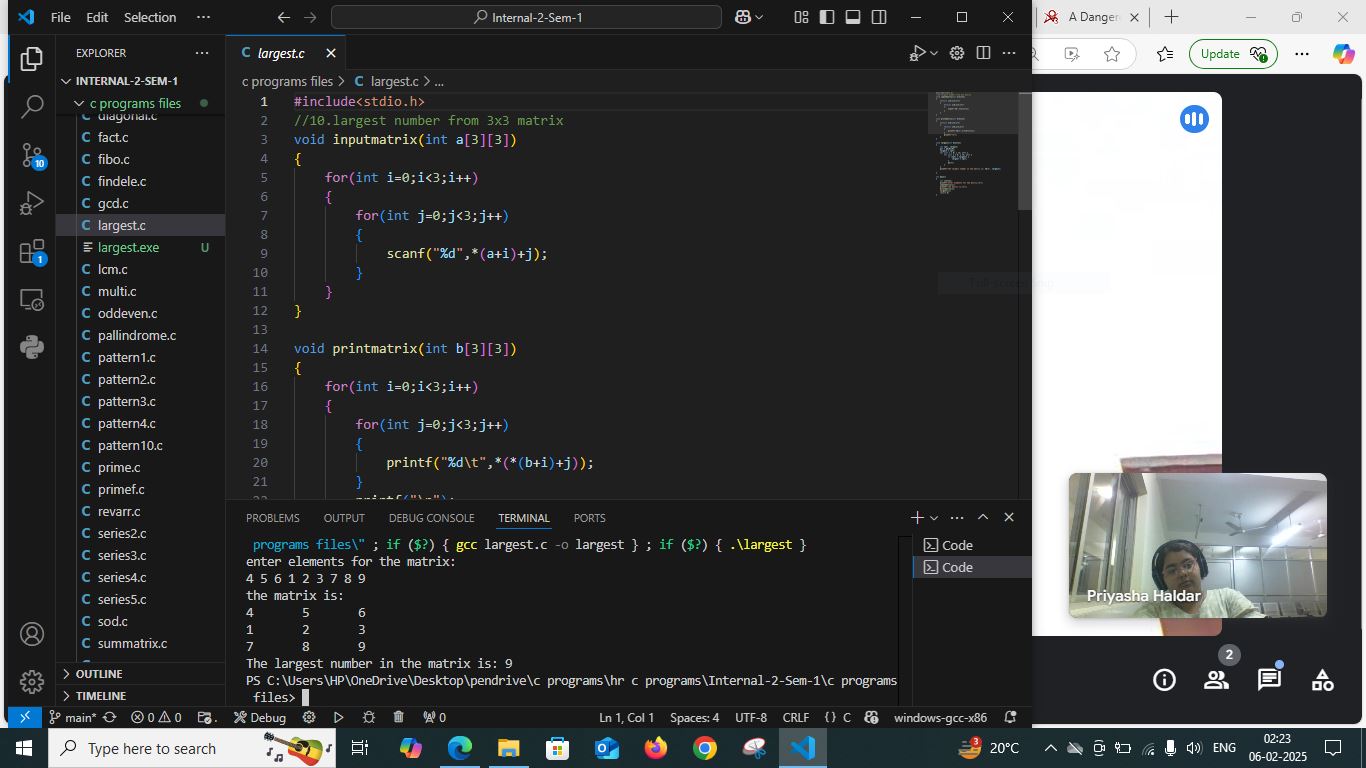 File Edit Selection ··· Internal-2-Sem-1
A Danger
Update
EXPLORER
INTERNAL-2-SEM-1
c programs files
diagonal.c
fact.c
fibo.c
findele.c
gcd.c
largest.c
largest.exe U
lcm.c
multi.c
oddeven.c
pallindrome.c
pattern1.c
pattern2.c
pattern3.c
pattern4.c
pattern10.c
prime.c
primef.c
revarr.c
series2.c
series3.c
series4.c
series5.c
sod.c
summatrix.c
OUTLINE
TIMELINE
10
1
C largest.c
c programs files > C largest.c > ...
1 #include<stdio.h>
2 //10.largest number from 3x3 matrix
3 void inputmatrix(int a[3][3])
4 {
5 for(int i=0;i<3;i++)
6 {
7 for(int j=0;j<3;j++)
8 {
9 scanf("%d",*(a+i)+j);
10 }
11 }
12 }
13
14 void printmatrix(int b[3][3])
15 {
16 for(int i=0;i<3;i++)
17 {
18 for(int j=0;j<3;j++)
19 {
20 printf("%d\t",*(*(b+i)+j));
21 }
22 printf("\n");
PROBLEMS OUTPUT DEBUG CONSOLE TERMINAL PORTS
programs files\" ; if ($?) { gcc largest.c -o largest } ; if ($?) { .\largest }
enter elements for the matrix:
4 5 6 1 2 3 7 8 9
the matrix is:
4 5 6
1 2 3
7 8 9
The largest number in the matrix is: 9
PS C:\Users\HP\OneDrive\Desktop\pendrive\c programs\hr c programs\Internal-2-Sem-1\c programs
files>
Code
Code
Priyasha Haldar
2
main* 0 0 Debug 0 Ln 1, Col 1 Spaces: 4 UTF-8 CRLF {} C windows-gcc-x86
Type here to search
3
20°C
ENG
02:23
06-02-2025